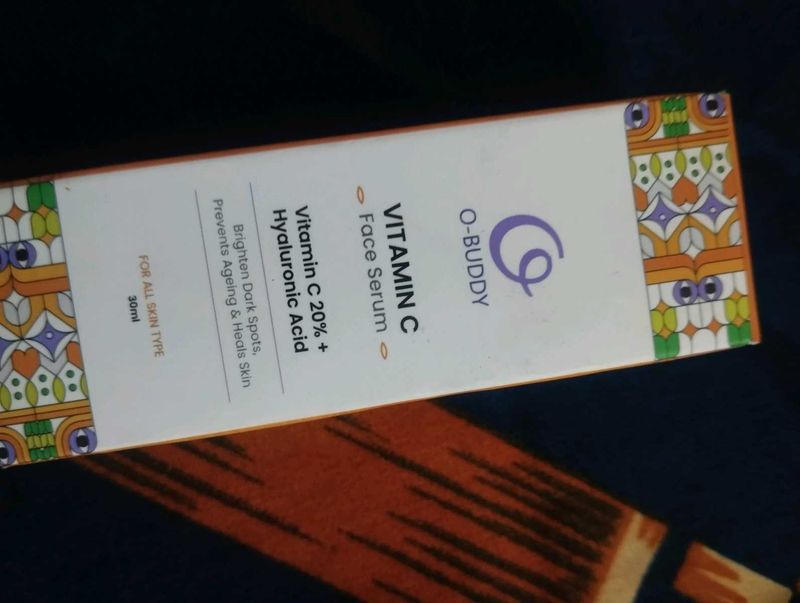 O-BUDDY
VITAMIN C
Face Serum
Vitamin C 20% +
Hyaluronic Acid
Brighten Dark Spots,
Prevents Ageing & Heals Skin
FOR ALL SKIN TYPE
30ml